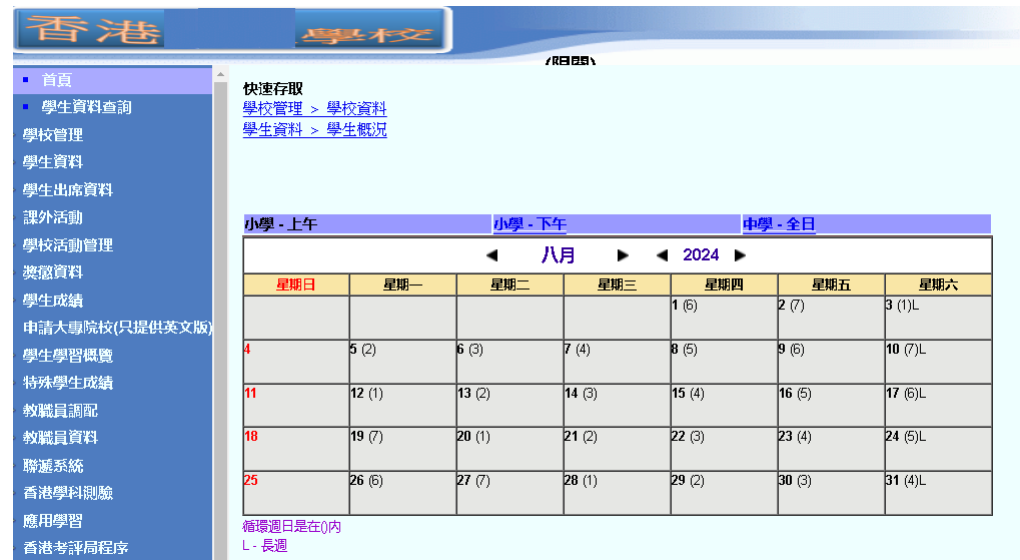 香港 學校
(限閱)
首頁
學生資料查詢
學校管理
學生資料
學生出席資料
課外活動
學校活動管理
獎懲資料
學生成績
申請大專院校(只提供英文版)
學生學習概覽
特殊學生成績
教職員調配
教職員資料
聯遞系統
香港學科測驗
應用學習
香港考評局程序
快速存取
學校管理 > 學校資料
學生資料 > 學生概況
小學 - 上午 小學 - 下午 中學 - 全日
◄ 八月 ► ◄ 2024 ►
星期日 星期一 星期二 星期三 星期四 星期五 星期六
1 (6) 2 (7) 3 (1)L
4 5 (2) 6 (3) 7 (4) 8 (5) 9 (6) 10 (7)L
11 12 (1) 13 (2) 14 (3) 15 (4) 16 (5) 17 (6)L
18 19 (7) 20 (1) 21 (2) 22 (3) 23 (4) 24 (5)L
25 26 (6) 27 (7) 28 (1) 29 (2) 30 (3) 31 (4)L
循環週日是在()內
L - 長週